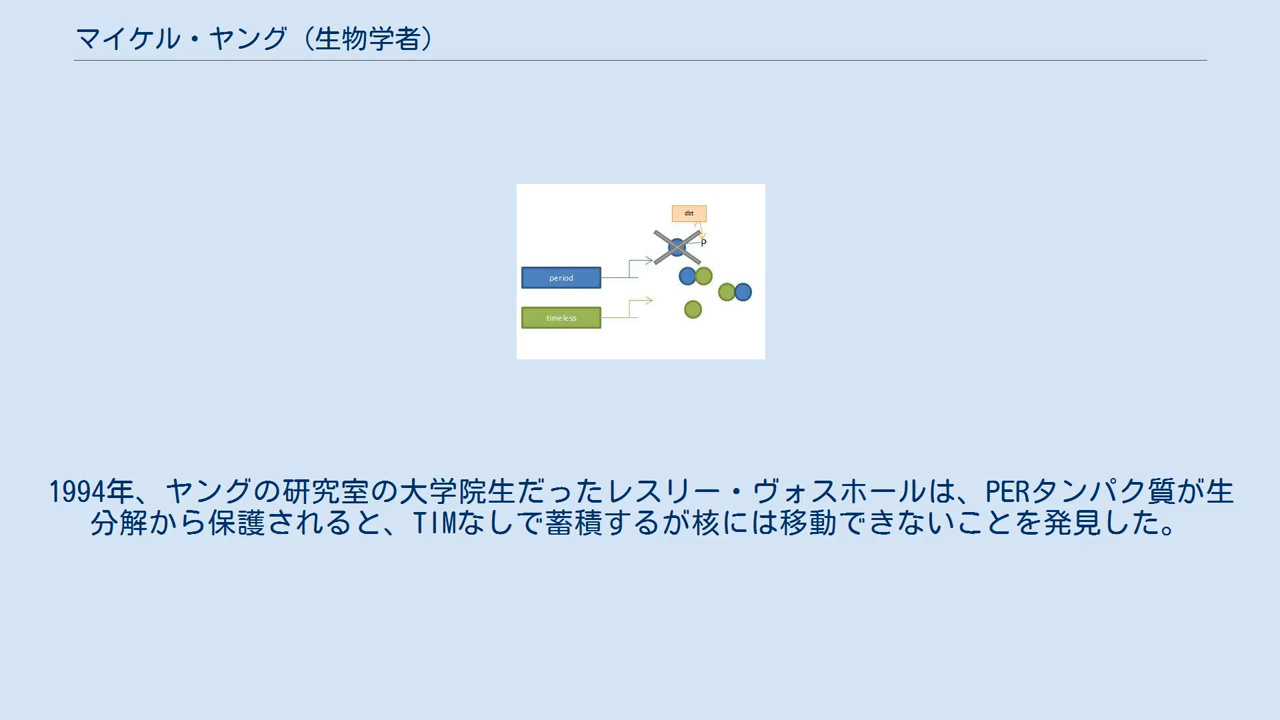 マイケル・ヤング（生物学者）
dbt
P
period
timeless
1994年、ヤングの研究室の大学院生だったレスリー・ヴォスホールは、PERタンパク質が生
分解から保護されると、TIMなしで蓄積するが核には移動できないことを発見した。